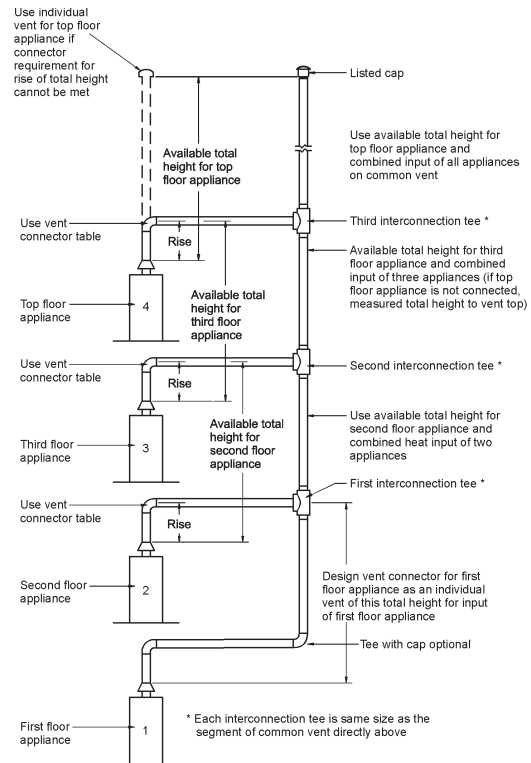 Use individual
vent for top floor
appliance if
connector
requirement for
rise of total height
cannot be met
Listed cap
Available total
height for top
floor appliance
Use available total height for
top floor appliance and
combined input of all appliances
on common vent
Use vent
connector table
Rise
Third interconnection tee *
Available total height for third
floor appliance and combined
input of three appliances (if top
floor appliance is not connected,
measured total height to vent top)
Top floor
appliance
4
Available total
height for
third floor
appliance
Use vent
connector table
Rise
Second interconnection tee *
Third floor
appliance
3
Available total
height for
second floor
appliance
Use available total height for
second floor appliance and
combined heat input of two
appliances
Use vent
connector table
Rise
First interconnection tee *
Second floor
appliance
2
Design vent connector for first
floor appliance as an individual
vent of this total height for input
of first floor appliance
Tee with cap optional
First floor
appliance
1
* Each interconnection tee is same size as the
segment of common vent directly above